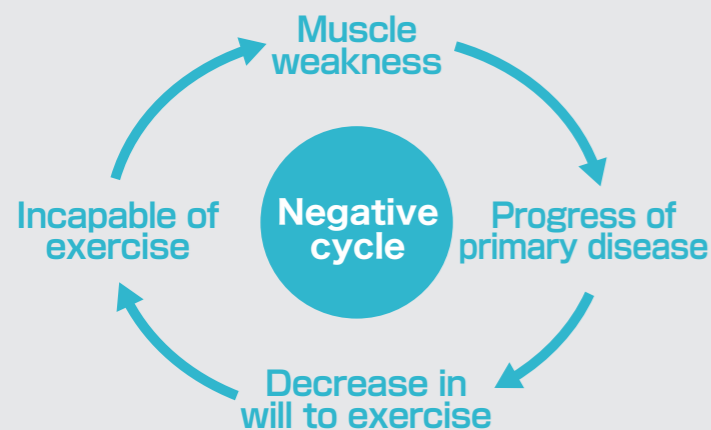 Muscle
weakness
Incapable of
exercise
Negative
cycle
Progress of
primary disease
Decrease in
will to exercise